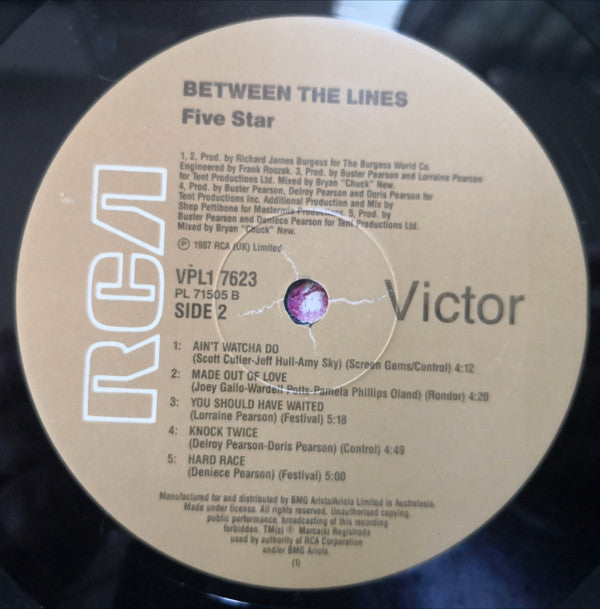 BETWEEN THE LINES
Five Star
1, 2, Prod. by Richard James Burgess for The Burgess World Co.
Engineered by Frank Roszak. 3, Prod. by Buster Pearson and Lorraine Pearson
for Tent Productions Ltd. Mixed by Bryan "Chuck" New.
4, Prod. by Buster Pearson, Delroy Pearson and Doris Pearson for
Tent Productions Inc. Additional Production and Mix by
Shep Pettibone for Mastermix Productions. 5, Prod. by
Buster Pearson and Deniece Pearson for Tent Productions Ltd.
Mixed by Bryan "Chuck" New.
℗ 1987 RCA (UK) Limited
RCA
VPL1 7623
PL 71505 B
SIDE 2
Victor
1: AIN'T WATCHA DO
(Scott Cutler-Jeff Hull-Amy Sky) (Screen Gems/Control) 4:12
2: MADE OUT OF LOVE
(Joey Gallo-Wardell Potts-Pamela Phillips Oland) (Rondor) 4:20
3: YOU SHOULD HAVE WAITED
(Lorraine Pearson) (Festival) 5:18
4: KNOCK TWICE
(Delroy Pearson-Doris Pearson) (Control) 4:49
5: HARD RACE
(Deniece Pearson) (Festival) 5:00
Manufactured for and distributed by BMG Arista/Ariola Limited in Australasia.
Made under license. All rights reserved. Unauthorised copying,
public performance, broadcasting of this recording
forbidden. TM(s) ® Marca(s) Registrada
used by authority of RCA Corporation
and/or BMG Ariola.
(1)